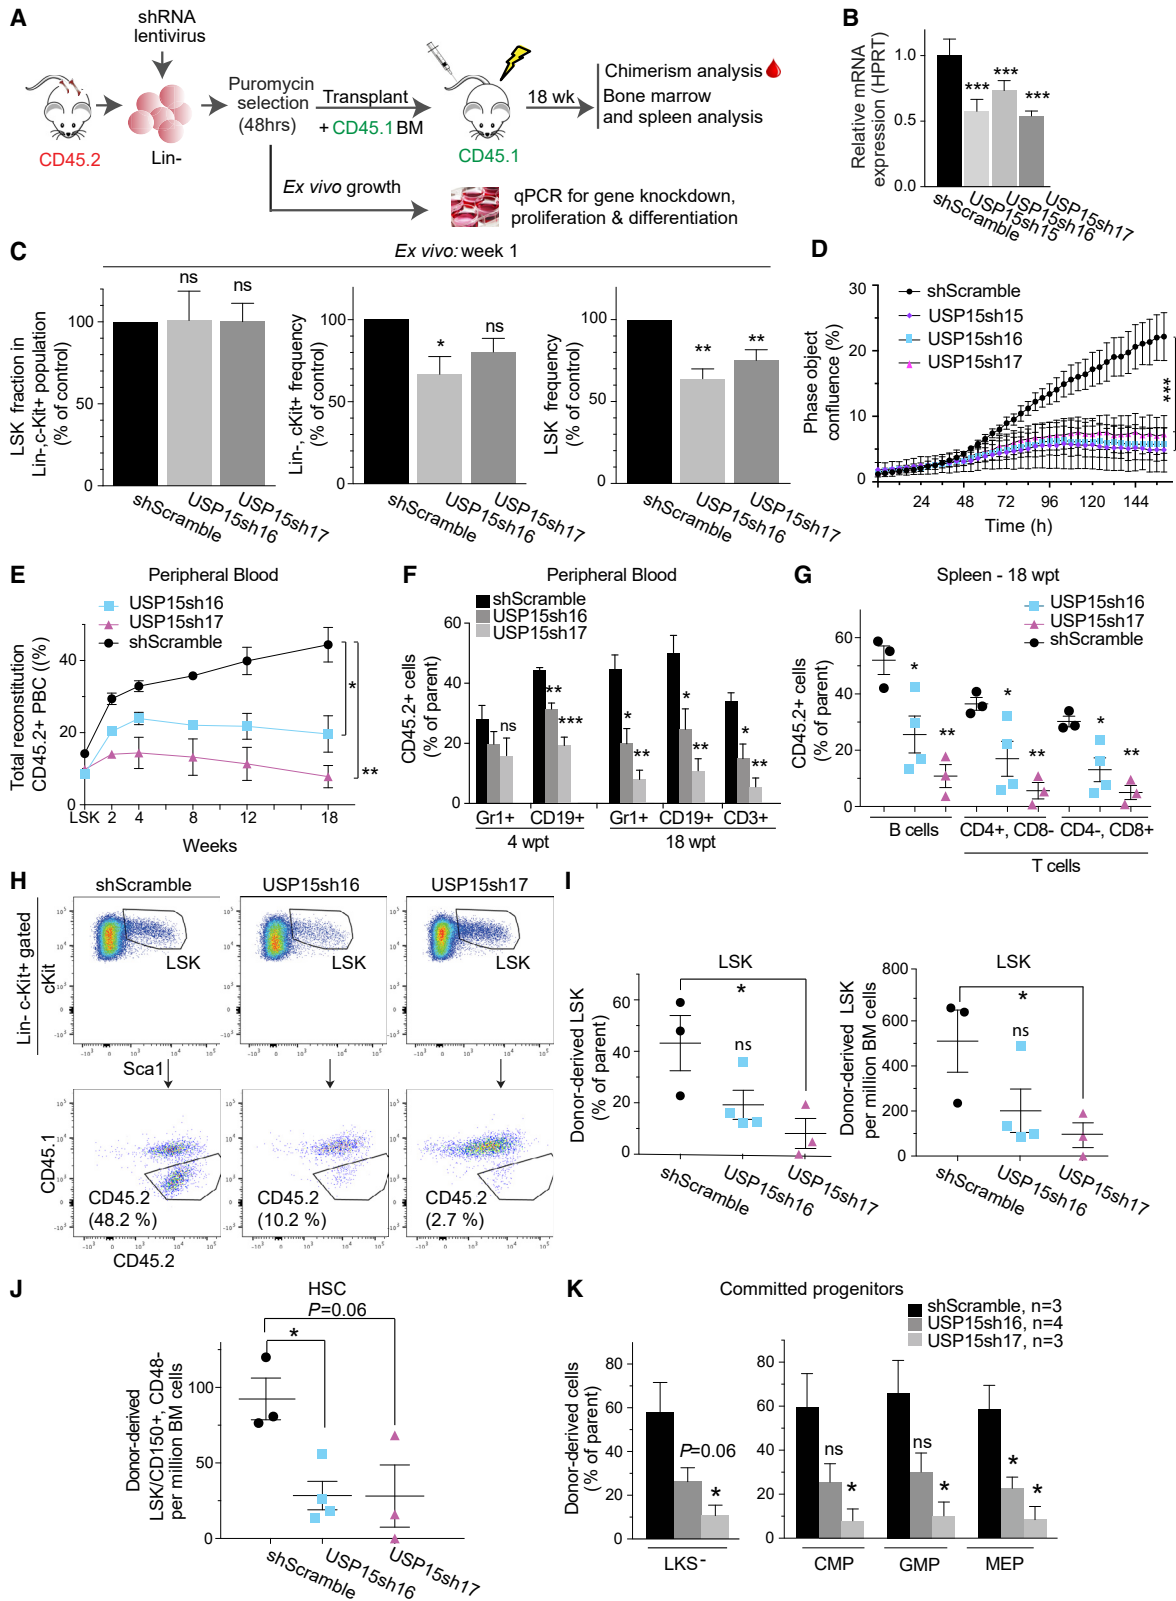 A
shRNA
lentivirus
CD45.2
Lin-
Puromycin
selection
(48hrs)
Transplant
+ CD45.1 BM
CD45.1
18 wk
Chimerism analysis
Bone marrow
and spleen analysis
Ex vivo growth
qPCR for gene knockdown,
proliferation & differentiation
B
Relative mRNA
expression (HPRT)
1.0
0.5
0.0
***
***
***
shScramble
USP15sh15
USP15sh16
USP15sh17
C
Ex vivo: week 1
LSK fraction in
Lin-,c-Kit+ population
(% of control)
100
50
0
ns
ns
shScramble
USP15sh16
USP15sh17
Lin-, cKit+ frequency
(% of control)
100
50
0
*
ns
shScramble
USP15sh16
USP15sh17
LSK frequency
(% of control)
100
50
0
**
**
shScramble
USP15sh16
USP15sh17
D
Phase object
confluence (%)
30
20
10
0
shScramble
USP15sh15
USP15sh16
USP15sh17
***
24
48
72
96
120
144
Time (h)
E
Peripheral Blood
USP15sh16
USP15sh17
shScramble
Total reconstitution
CD45.2+ PBC ((%)
40
20
0
*
**
LSK
2
4
8
12
18
Weeks
F
Peripheral Blood
shScramble
USP15sh16
USP15sh17
CD45.2+ cells
(% of parent)
60
40
20
0
ns
**
***
*
**
*
**
*
**
Gr1+
CD19+
Gr1+
CD19+
CD3+
4 wpt
18 wpt
G
Spleen - 18 wpt
USP15sh16
USP15sh17
shScramble
CD45.2+ cells
(% of parent)
60
40
20
0
*
**
*
**
*
**
B cells
CD4+, CD8-
CD4-, CD8+
T cells
H
shScramble
USP15sh16
USP15sh17
Lin- c-Kit+ gated
cKit
LSK
LSK
LSK
Sca1
CD45.1
CD45.2
(48.2 %)
CD45.2
(10.2 %)
CD45.2
(2.7 %)
CD45.2
I
LSK
Donor-derived LSK
(% of parent)
60
40
20
0
*
ns
shScramble
USP15sh16
USP15sh17
LSK
Donor-derived LSK
per million BM cells
800
600
400
200
0
*
ns
shScramble
USP15sh16
USP15sh17
J
HSC
P=0.06
*
Donor-derived
LSK/CD150+, CD48-
per million BM cells
100
50
0
shScramble
USP15sh16
USP15sh17
K
Committed progenitors
shScramble, n=3
USP15sh16, n=4
USP15sh17, n=3
Donor-derived cells
(% of parent)
80
60
40
20
0
P=0.06
*
LKS-
80
60
40
20
0
ns
*
ns
*
*
*
CMP
GMP
MEP